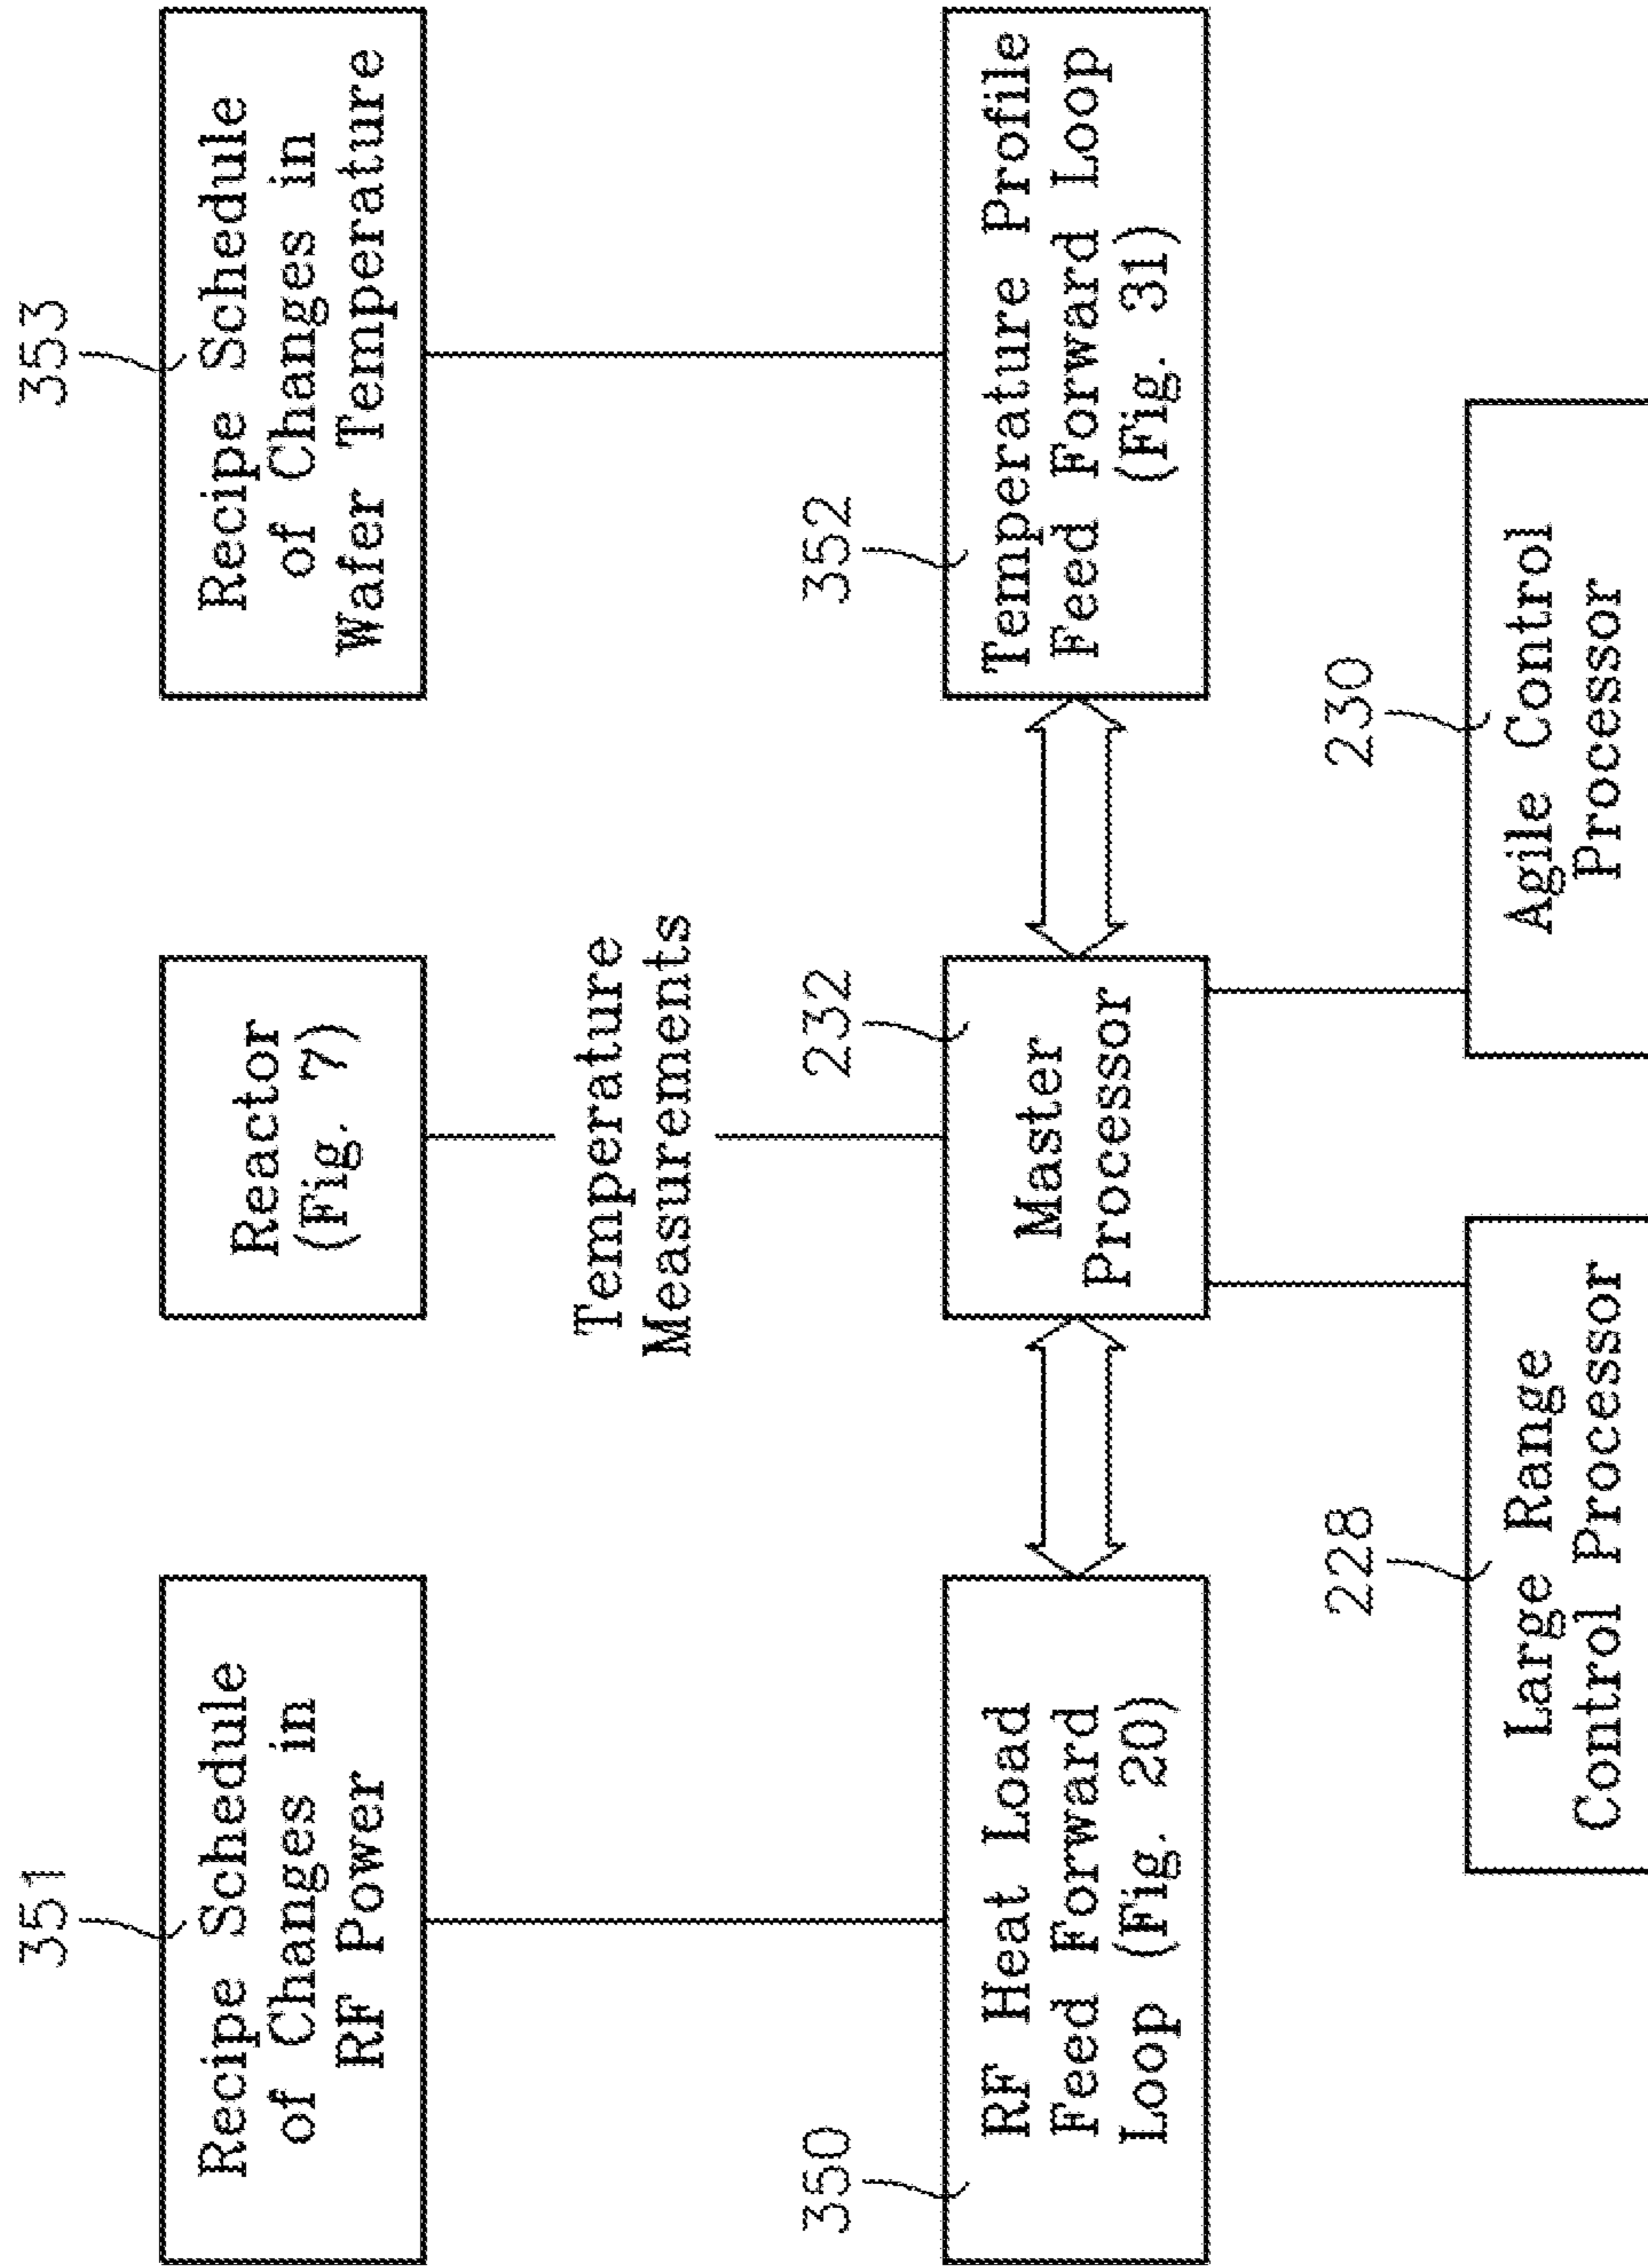 351
Recipe Schedule
of Changes in
RF Power
Reactor
(Fig. 7)
353
Recipe Schedule
of Changes in
Wafer Temperature
Temperature
Measurements
350
RF Heat Load
Feed Forward
Loop (Fig. 20)
232
Master
Processor
352
Temperature Profile
Feed Forward Loop
(Fig. 31)
228
Large Range
Control Processor
230
Agile Control
Processor